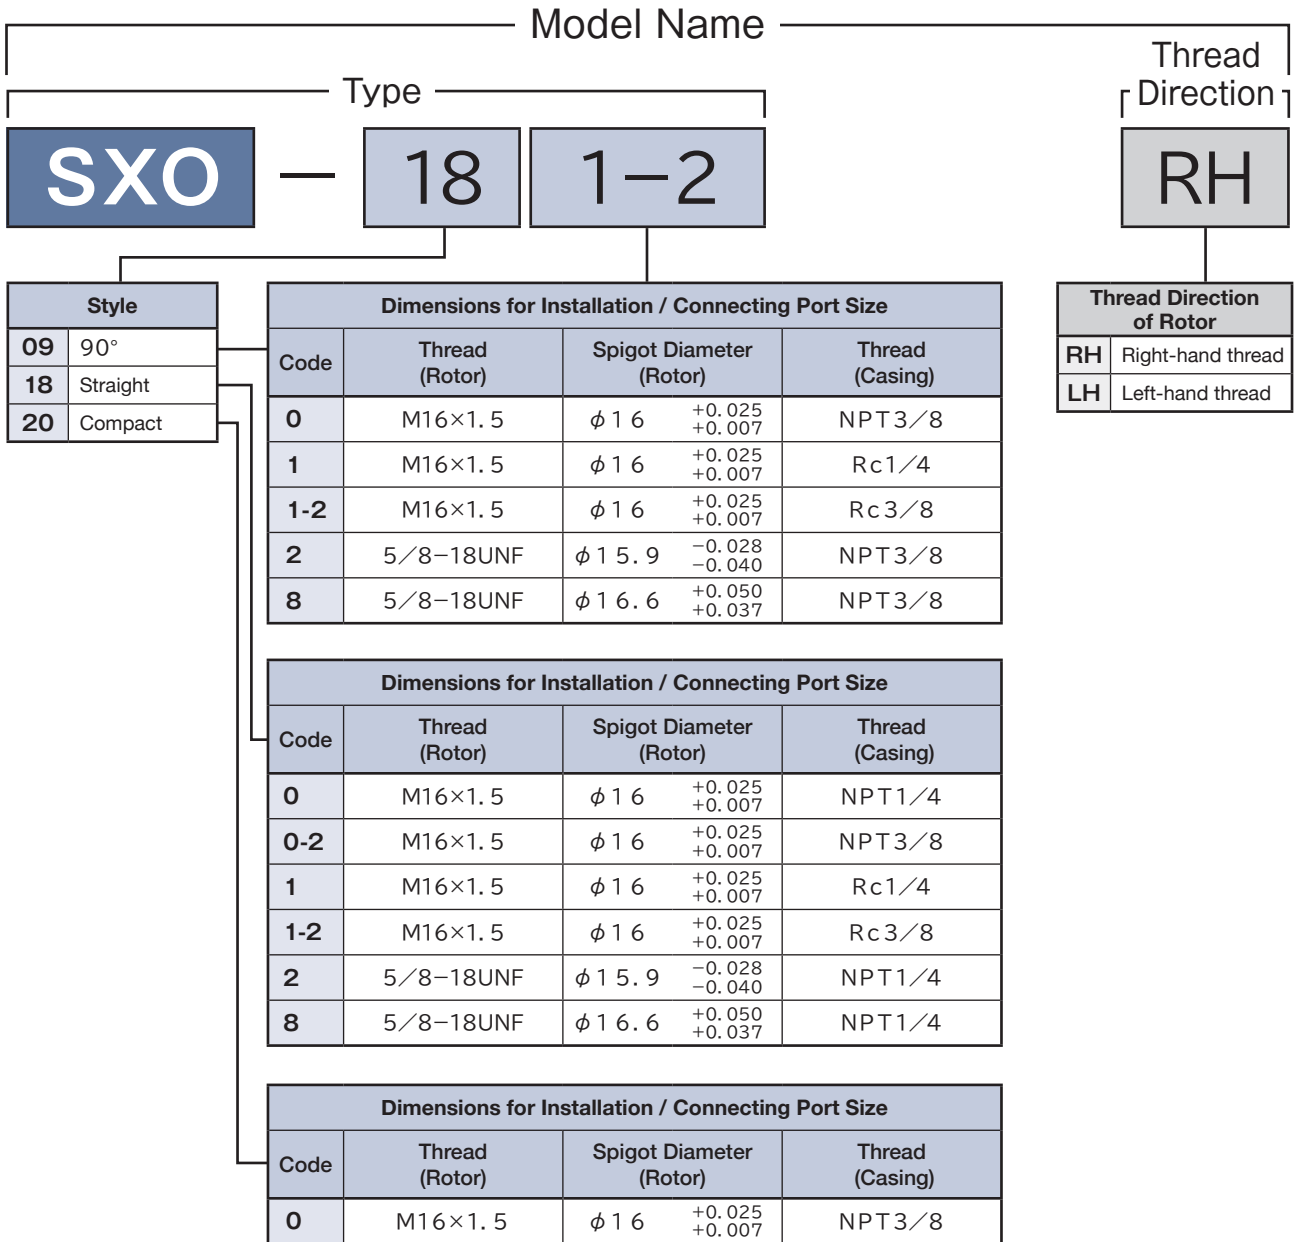 Model Name
Thread
Direction
Type
SXO — 18 1−2 RH
Style
09 90°
18 Straight
20 Compact
Thread Direction
of Rotor
RH Right-hand thread
LH Left-hand thread
Dimensions for Installation / Connecting Port Size
Code Thread (Rotor) Spigot Diameter (Rotor) Thread (Casing)
0 M16×1.5 φ16 +0.025 +0.007 NPT3/8
1 M16×1.5 φ16 +0.025 +0.007 Rc1/4
1-2 M16×1.5 φ16 +0.025 +0.007 Rc3/8
2 5/8−18UNF φ15.9 −0.028 −0.040 NPT3/8
8 5/8−18UNF φ16.6 +0.050 +0.037 NPT3/8
Dimensions for Installation / Connecting Port Size
Code Thread (Rotor) Spigot Diameter (Rotor) Thread (Casing)
0 M16×1.5 φ16 +0.025 +0.007 NPT1/4
0-2 M16×1.5 φ16 +0.025 +0.007 NPT3/8
1 M16×1.5 φ16 +0.025 +0.007 Rc1/4
1-2 M16×1.5 φ16 +0.025 +0.007 Rc3/8
2 5/8−18UNF φ15.9 −0.028 −0.040 NPT1/4
8 5/8−18UNF φ16.6 +0.050 +0.037 NPT1/4
Dimensions for Installation / Connecting Port Size
Code Thread (Rotor) Spigot Diameter (Rotor) Thread (Casing)
0 M16×1.5 φ16 +0.025 +0.007 NPT3/8